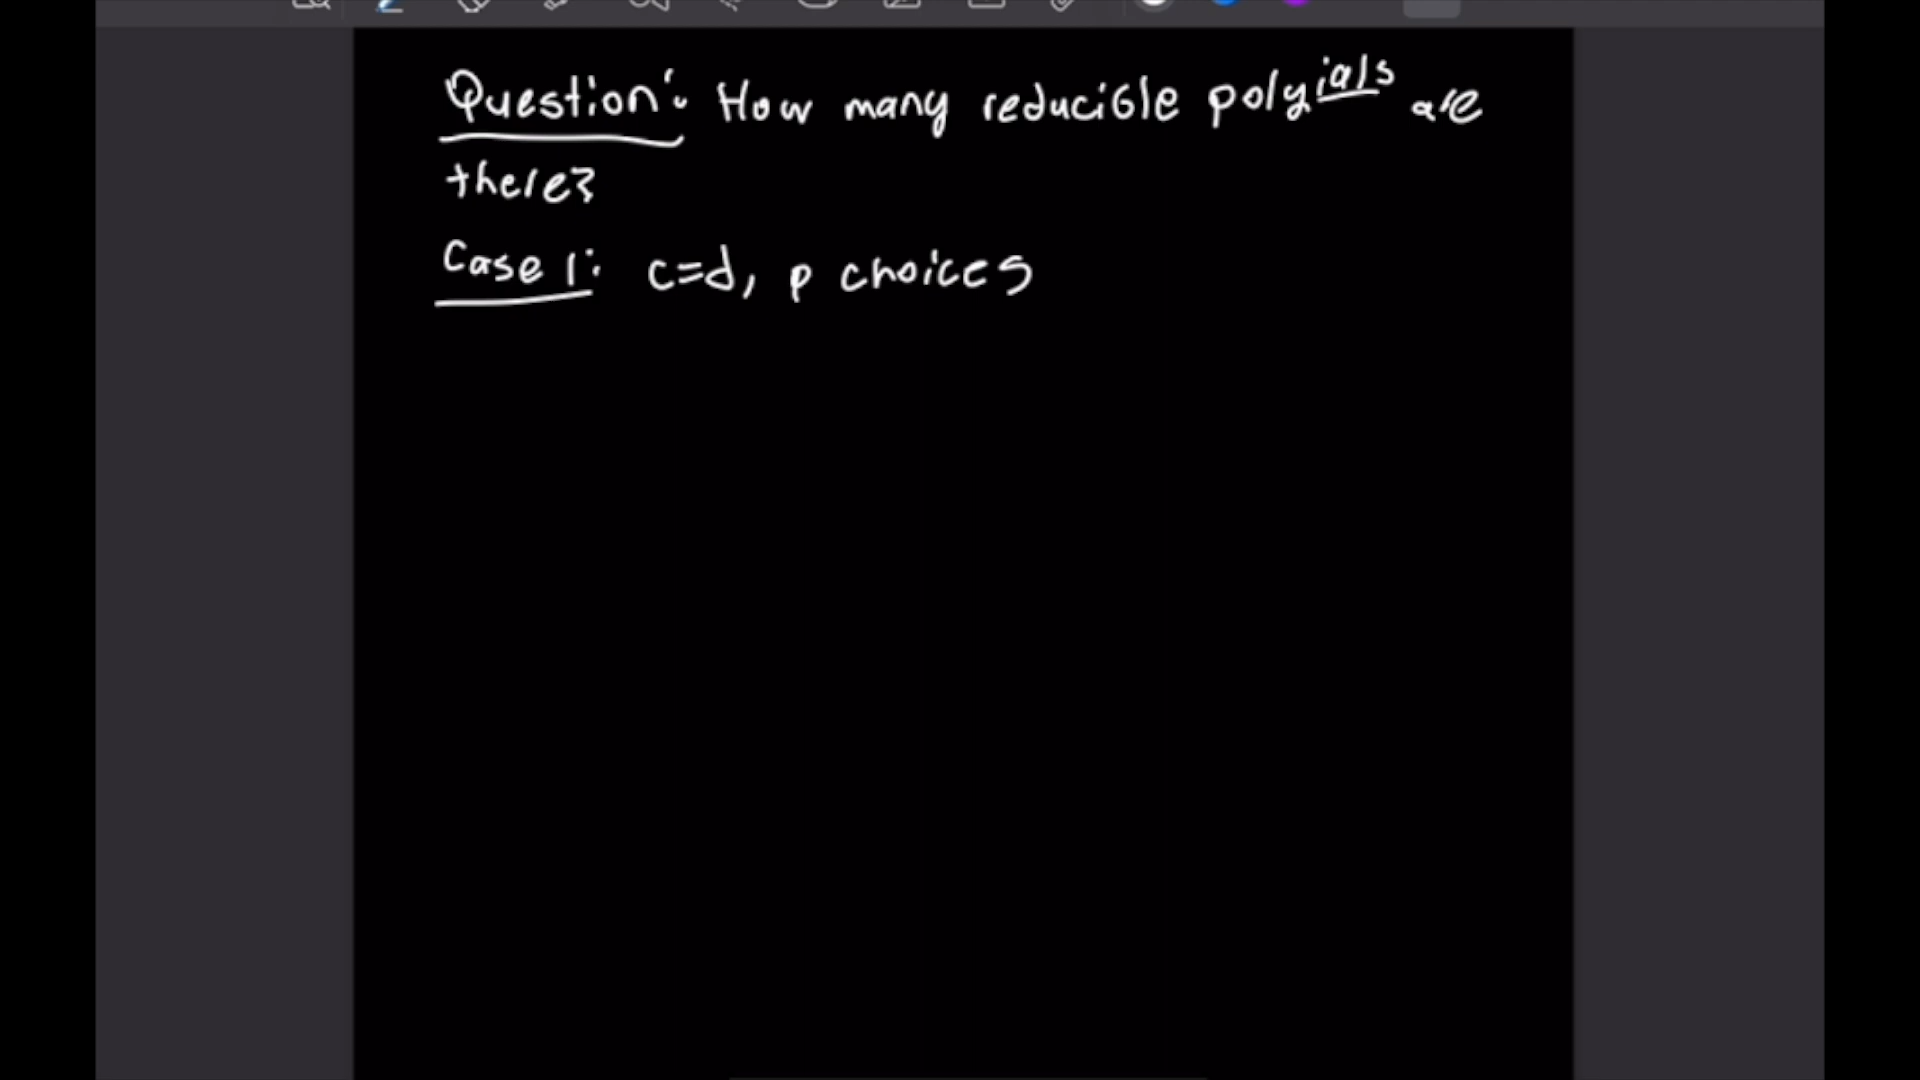 Question: How many reducible polyials are
there?
Case 1: c=d, p choices